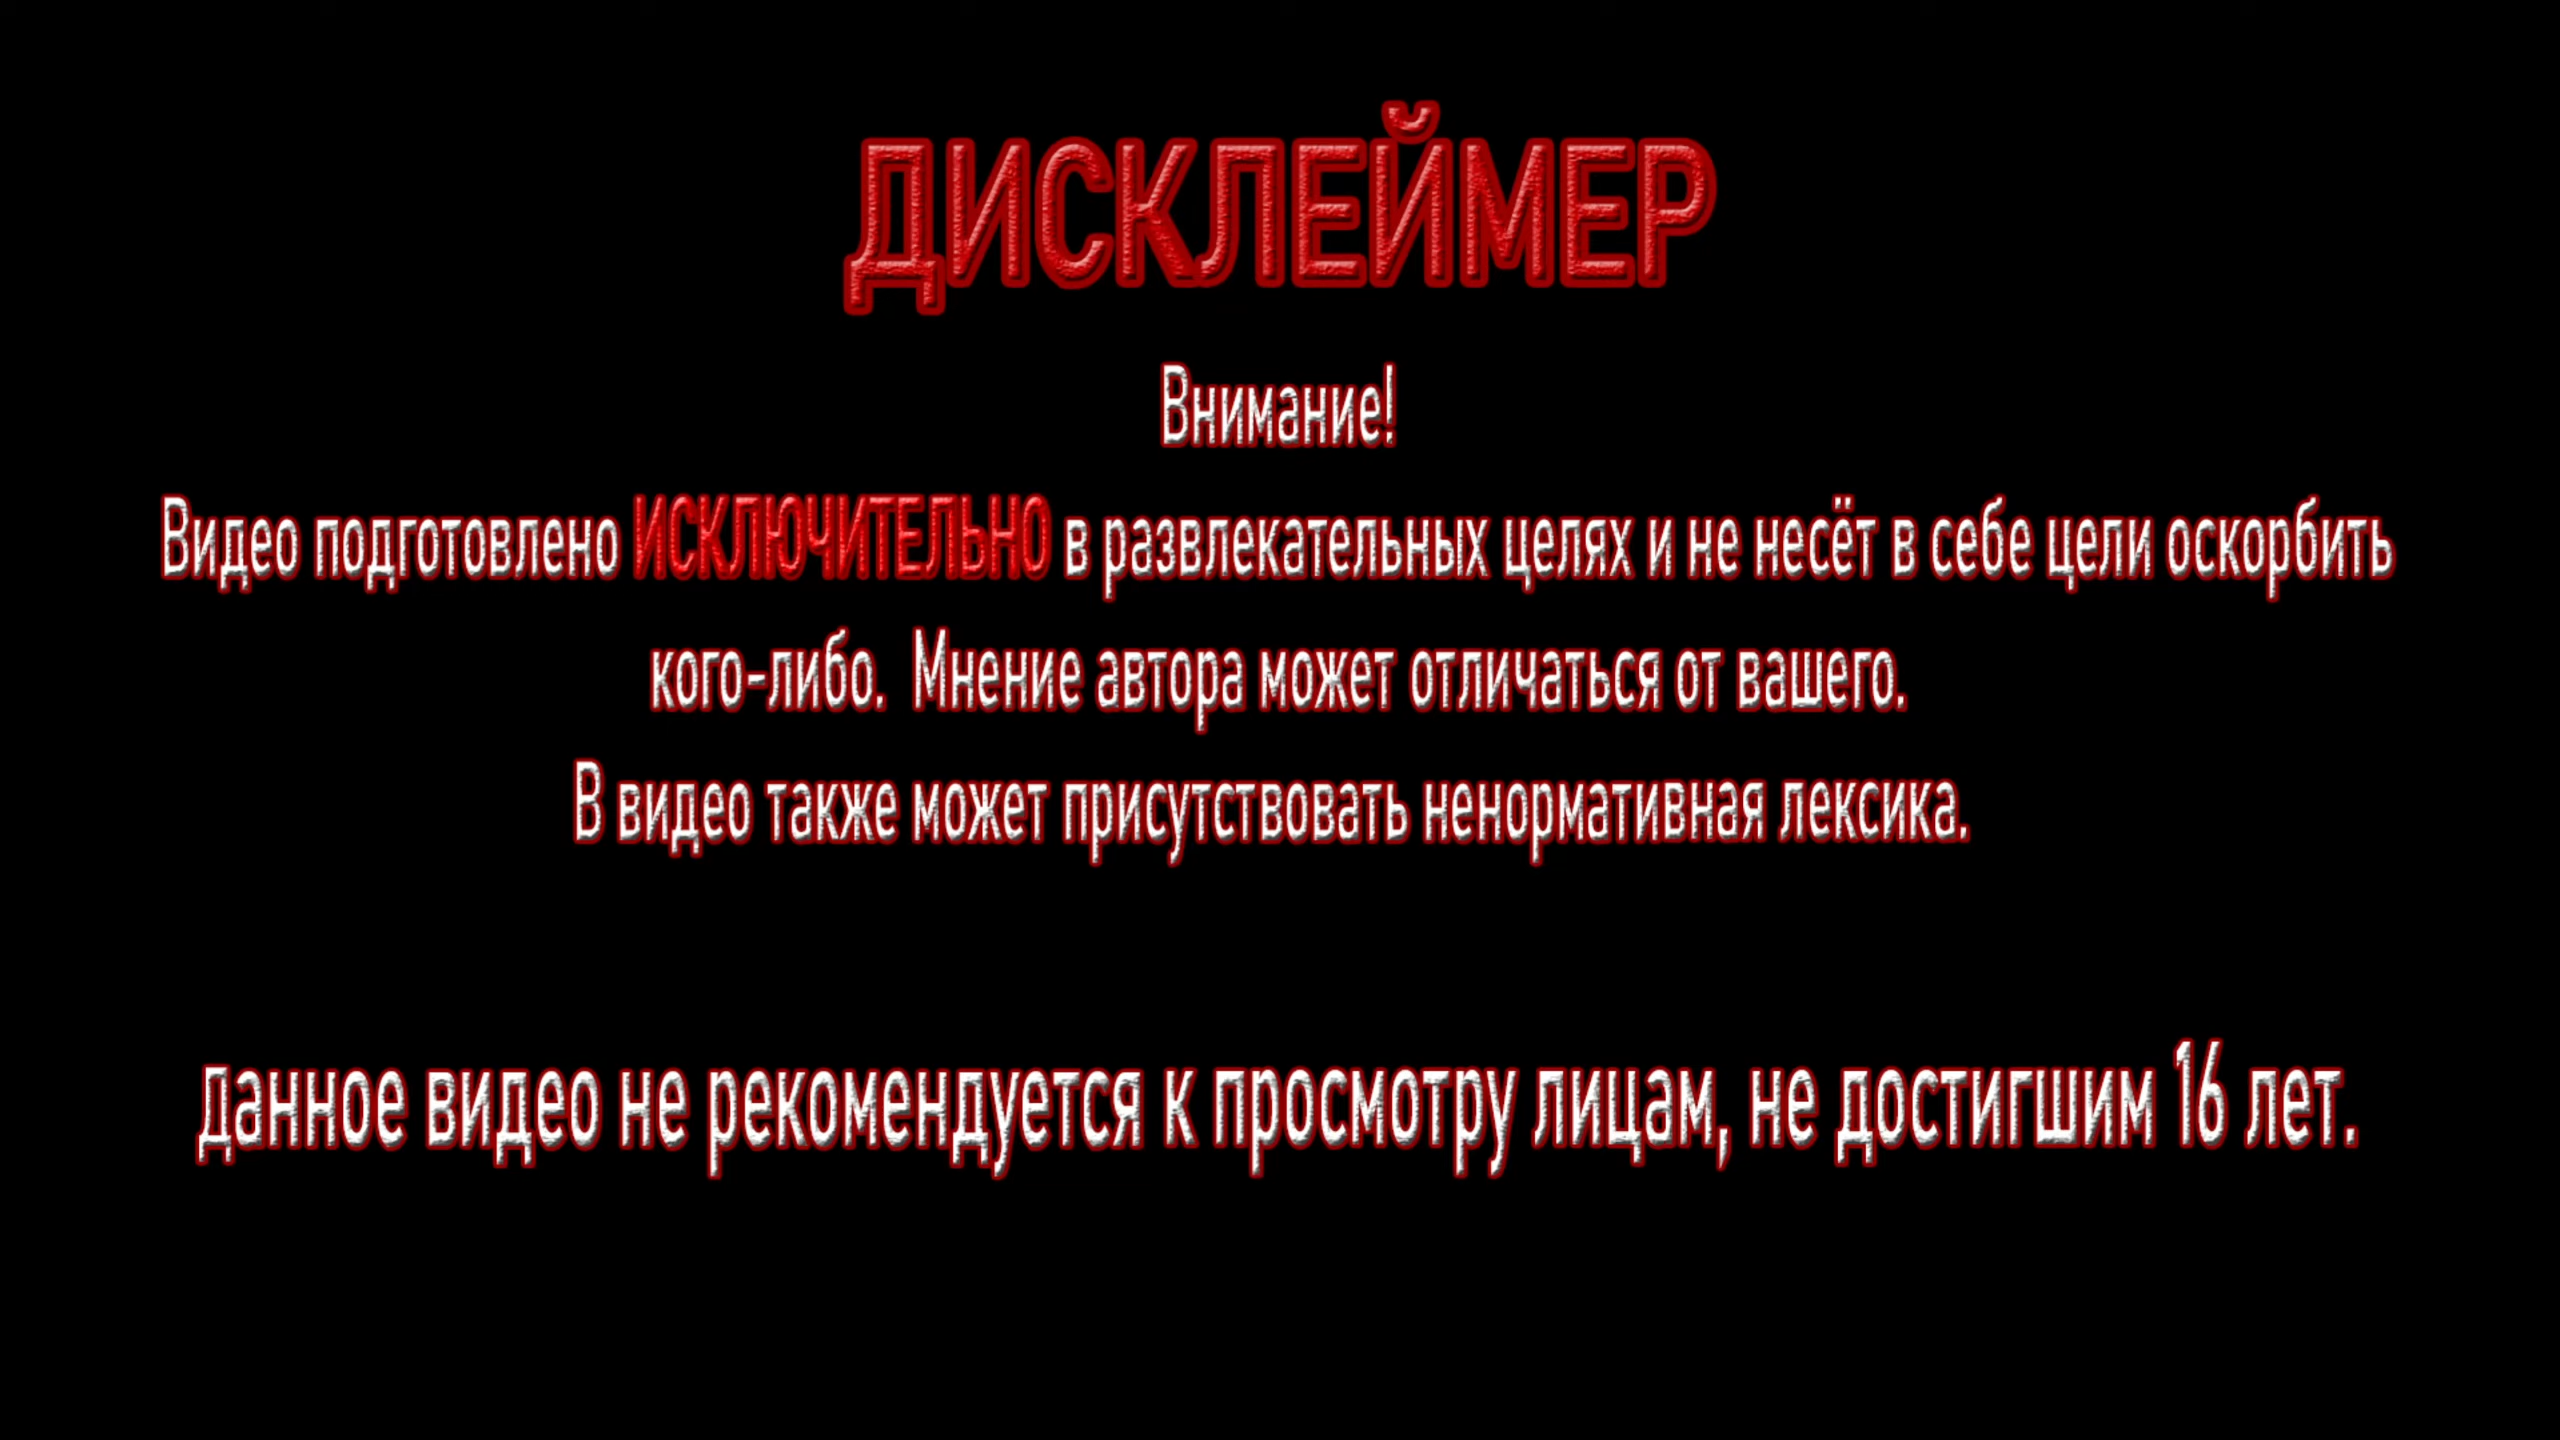 ДИСКЛЕЙМЕР
Внимание!
Видео подготовлено ИСКЛЮЧИТЕЛЬНО в развлекательных целях и не несёт в себе цели оскорбить
кого-либо. Мнение автора может отличаться от вашего.
В видео также может присутствовать ненормативная лексика.
данное видео не рекомендуется к просмотру лицам, не достигшим 16 лет.